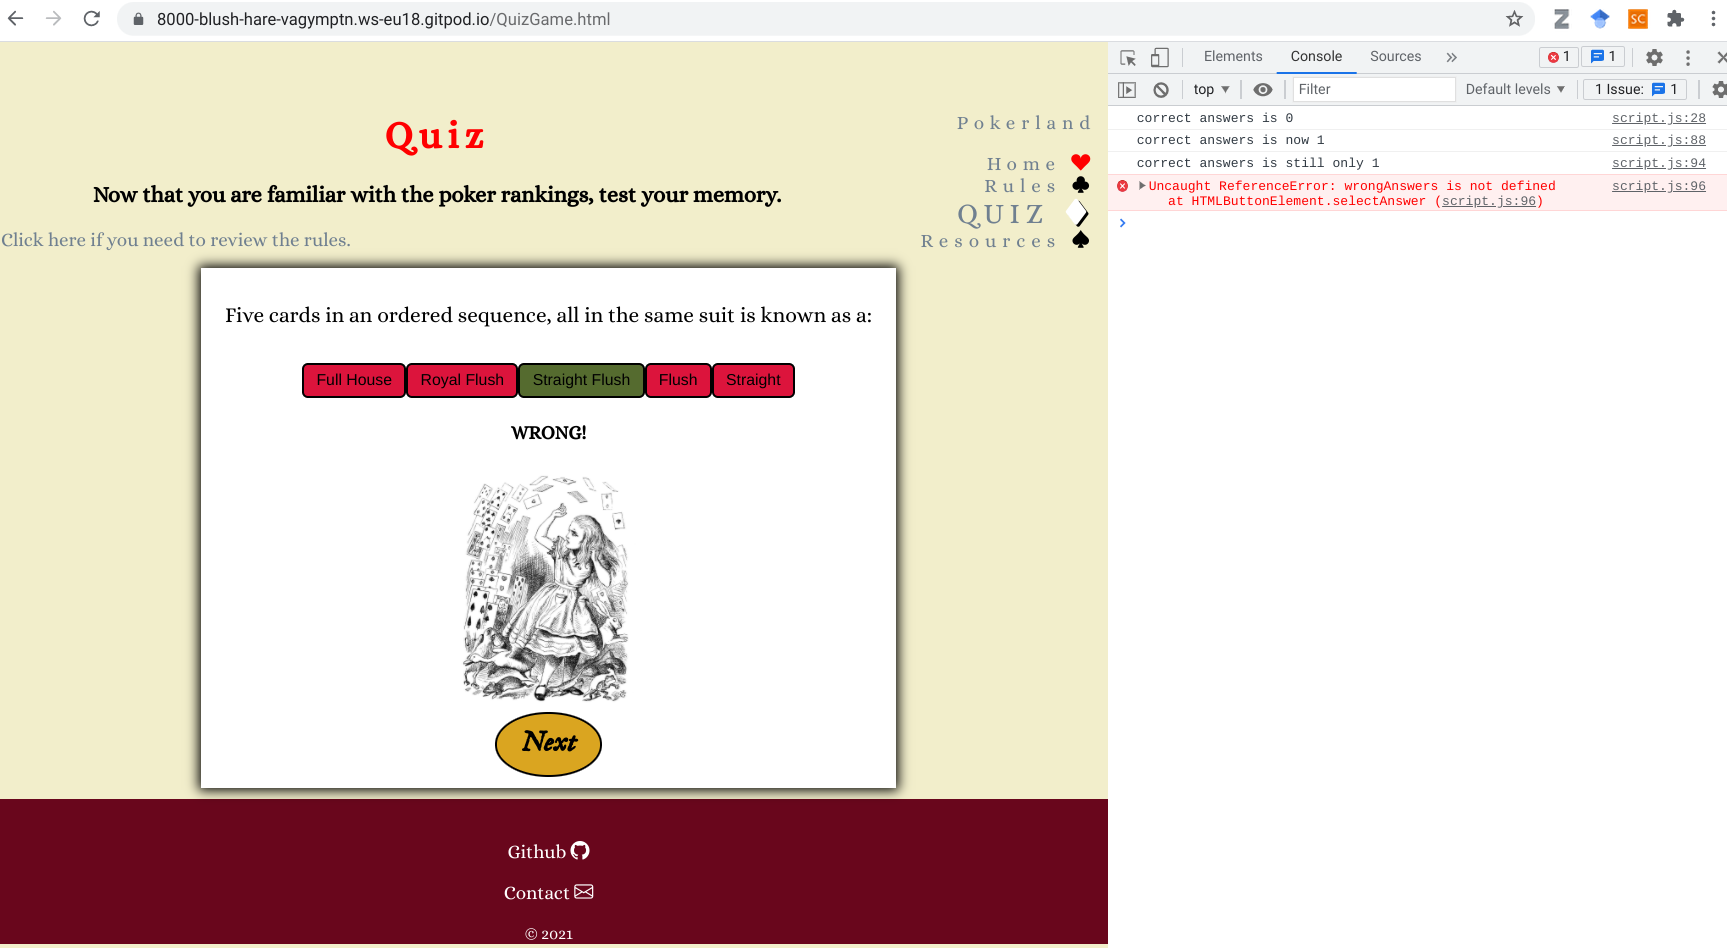 8000-blush-hare-vagymptn.ws-eu18.gitpod.io/QuizGame.html
SC
Elements Console Sources » 1 1
top Filter Default levels 1 Issue: 1
correct answers is 0 script.js:28
correct answers is now 1 script.js:88
correct answers is still only 1 script.js:94
Uncaught ReferenceError: wrongAnswers is not defined script.js:96
at HTMLButtonElement.selectAnswer (script.js:96)
Pokerland
Home
Rules
QUIZ
Resources
Quiz
Now that you are familiar with the poker rankings, test your memory.
Click here if you need to review the rules.
Five cards in an ordered sequence, all in the same suit is known as a:
Full House Royal Flush Straight Flush Flush Straight
WRONG!
Next
Github
Contact
© 2021